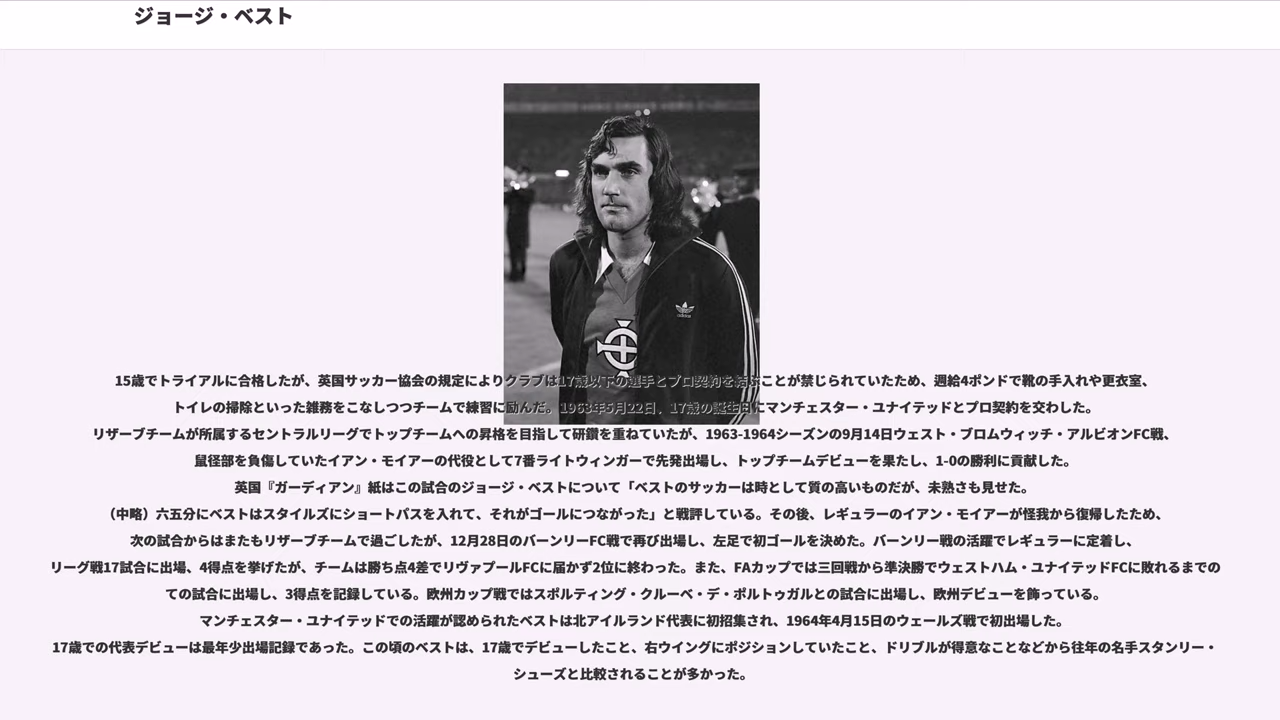 ジョージ・ベスト
adidas
15歳でトライアルに合格したが、英国サッカー協会の規定によりクラブは17歳以下の選手とプロ契約を結ぶことが禁じられていたため、週給4ポンドで靴の手入れや更衣室、
トイレの掃除といった雑務をこなしつつチームで練習に励んだ。1963年5月22日、17歳の誕生日にマンチェスター・ユナイテッドとプロ契約を交わした。
リザーブチームが所属するセントラルリーグでトップチームへの昇格を目指して研鑽を重ねていたが、1963-1964シーズンの9月14日ウェスト・ブロムウィッチ・アルビオンFC戦、
鼠径部を負傷していたイアン・モイアーの代役として7番ライトウィンガーで先発出場し、トップチームデビューを果たし、1-0の勝利に貢献した。
英国『ガーディアン』紙はこの試合のジョージ・ベストについて「ベストのサッカーは時として質の高いものだが、未熟さも見せた。
（中略）六五分にベストはスタイルズにショートパスを入れて、それがゴールにつながった」と戦評している。その後、レギュラーのイアン・モイアーが怪我から復帰したため、
次の試合からはまたもリザーブチームで過ごしたが、12月28日のバーンリーFC戦で再び出場し、左足で初ゴールを決めた。バーンリー戦の活躍でレギュラーに定着し、
リーグ戦17試合に出場、4得点を挙げたが、チームは勝ち点4差でリヴァプールFCに届かず2位に終わった。また、FAカップでは三回戦から準決勝でウェストハム・ユナイテッドFCに敗れるまでの
ての試合に出場し、3得点を記録している。欧州カップ戦ではスポルティング・クルーベ・デ・ポルトゥガルとの試合に出場し、欧州デビューを飾っている。
マンチェスター・ユナイテッドでの活躍が認められたベストは北アイルランド代表に初招集され、1964年4月15日のウェールズ戦で初出場した。
17歳での代表デビューは最年少出場記録であった。この頃のベストは、17歳でデビューしたこと、右ウイングにポジションしていたこと、ドリブルが得意なことなどから往年の名手スタンリー・
シューズと比較されることが多かった。